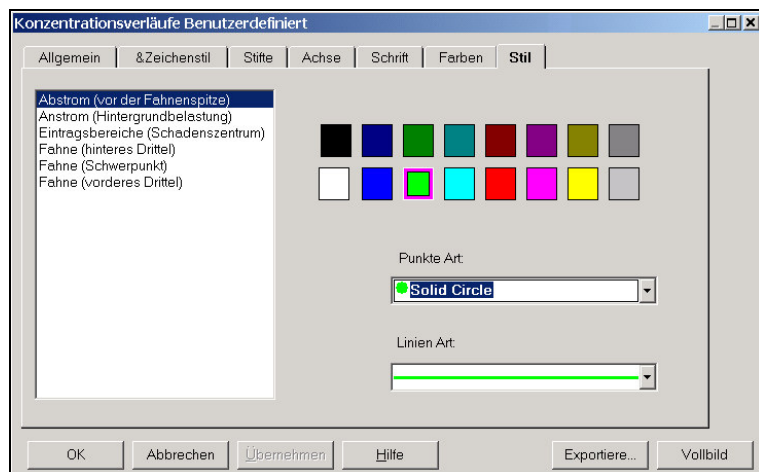 Konzentrationsverläufe Benutzerdefiniert
Allgemein &Zeichenstil Stifte Achse Schrift Farben Stil
Abstrom (vor der Fahnenspitze)
Anstrom (Hintergrundbelastung)
Eintragsbereiche (Schadenszentrum)
Fahne (hinteres Drittel)
Fahne (Schwerpunkt)
Fahne (vorderes Drittel)
Punkte Art:
Solid Circle
Linien Art:
OK Abbrechen Übernehmen Hilfe Exportiere... Vollbild